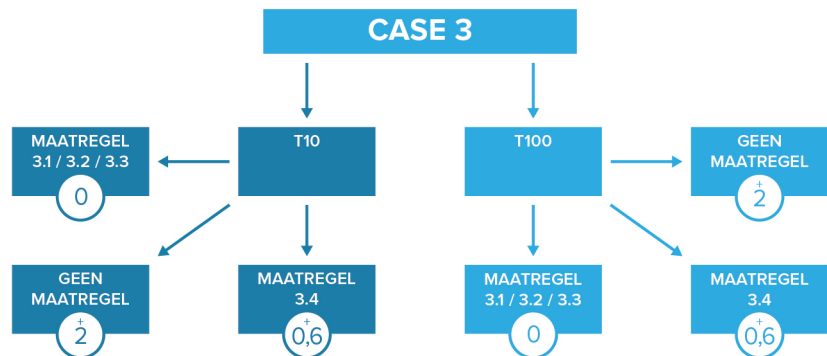 CASE 3
MAATREGEL
3.1 / 3.2 / 3.3
0
T10
T100
GEEN
MAATREGEL
+
2
GEEN
MAATREGEL
+
2
MAATREGEL
3.4
+
0,6
MAATREGEL
3.1 / 3.2 / 3.3
0
MAATREGEL
3.4
+
0,6